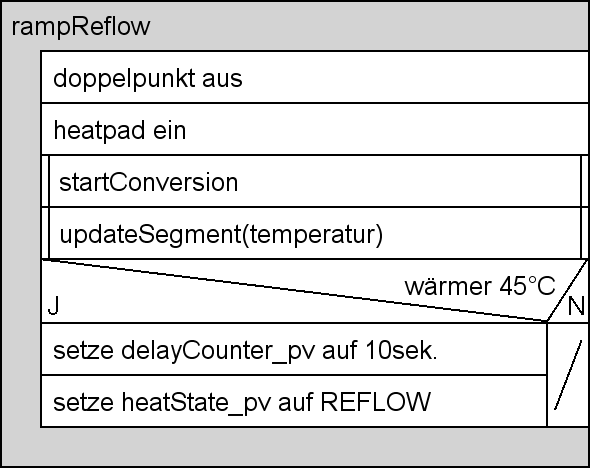 rampReflow
doppelpunkt aus
heatpad ein
startConversion
updateSegment(temperatur)
wärmer 45°C
J
N
setze delayCounter_pv auf 10sek.
setze heatState_pv auf REFLOW